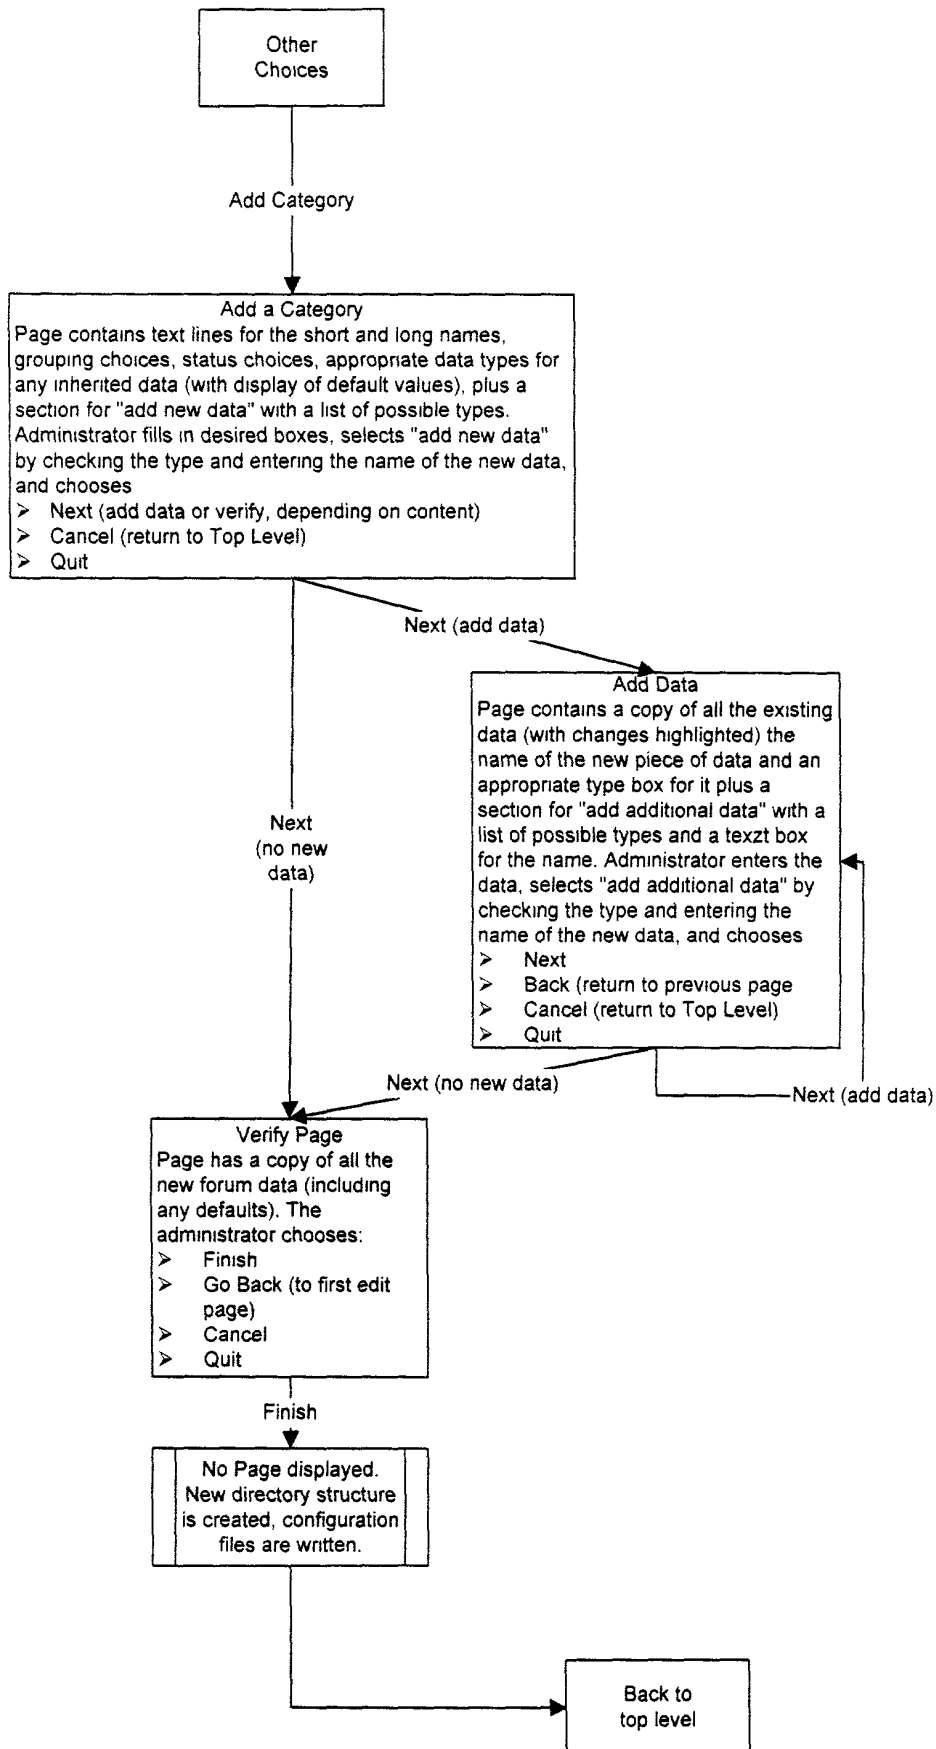 Other
Choices
Add Category
Add a Category
Page contains text lines for the short and long names,
grouping choices, status choices, appropriate data types for
any inherited data (with display of default values), plus a
section for "add new data" with a list of possible types.
Administrator fills in desired boxes, selects "add new data"
by checking the type and entering the name of the new data,
and chooses
➢ Next (add data or verify, depending on content)
➢ Cancel (return to Top Level)
➢ Quit
Next (add data)
Add Data
Page contains a copy of all the existing
data (with changes highlighted) the
name of the new piece of data and an
appropriate type box for it plus a
section for "add additional data" with a
list of possible types and a texzt box
for the name. Administrator enters the
data, selects "add additional data" by
checking the type and entering the
name of the new data, and chooses
➢ Next
➢ Back (return to previous page
➢ Cancel (return to Top Level)
➢ Quit
Next
(no new
data)
Next (no new data)
Next (add data)
Verify Page
Page has a copy of all the
new forum data (including
any defaults). The
administrator chooses:
➢ Finish
➢ Go Back (to first edit
page)
➢ Cancel
➢ Quit
Finish
No Page displayed.
New directory structure
is created, configuration
files are written.
Back to
top level